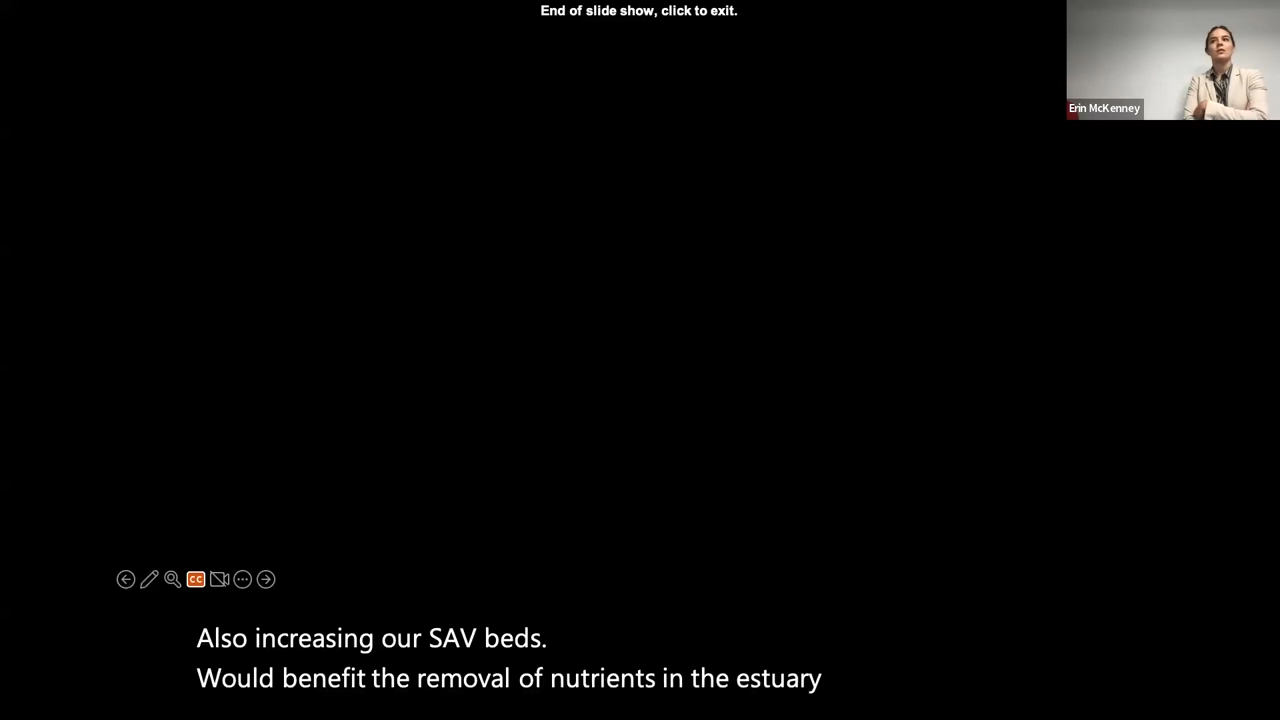 End of slide show, click to exit.
Erin McKenney
CC
Also increasing our SAV beds.
Would benefit the removal of nutrients in the estuary